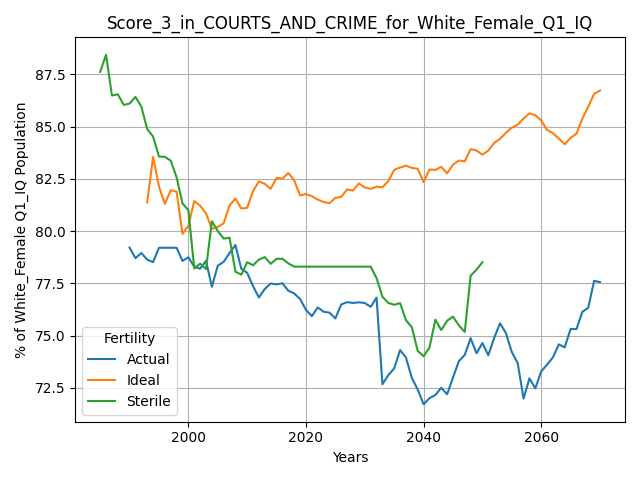 Score_3_in_COURTS_AND_CRIME_for_White_Female_Q1_IQ
% of White_Female Q1_IQ Population
87.5
85.0
82.5
80.0
77.5
75.0
72.5
Fertility
Actual
Ideal
Sterile
2000 2020 2040 2060
Years